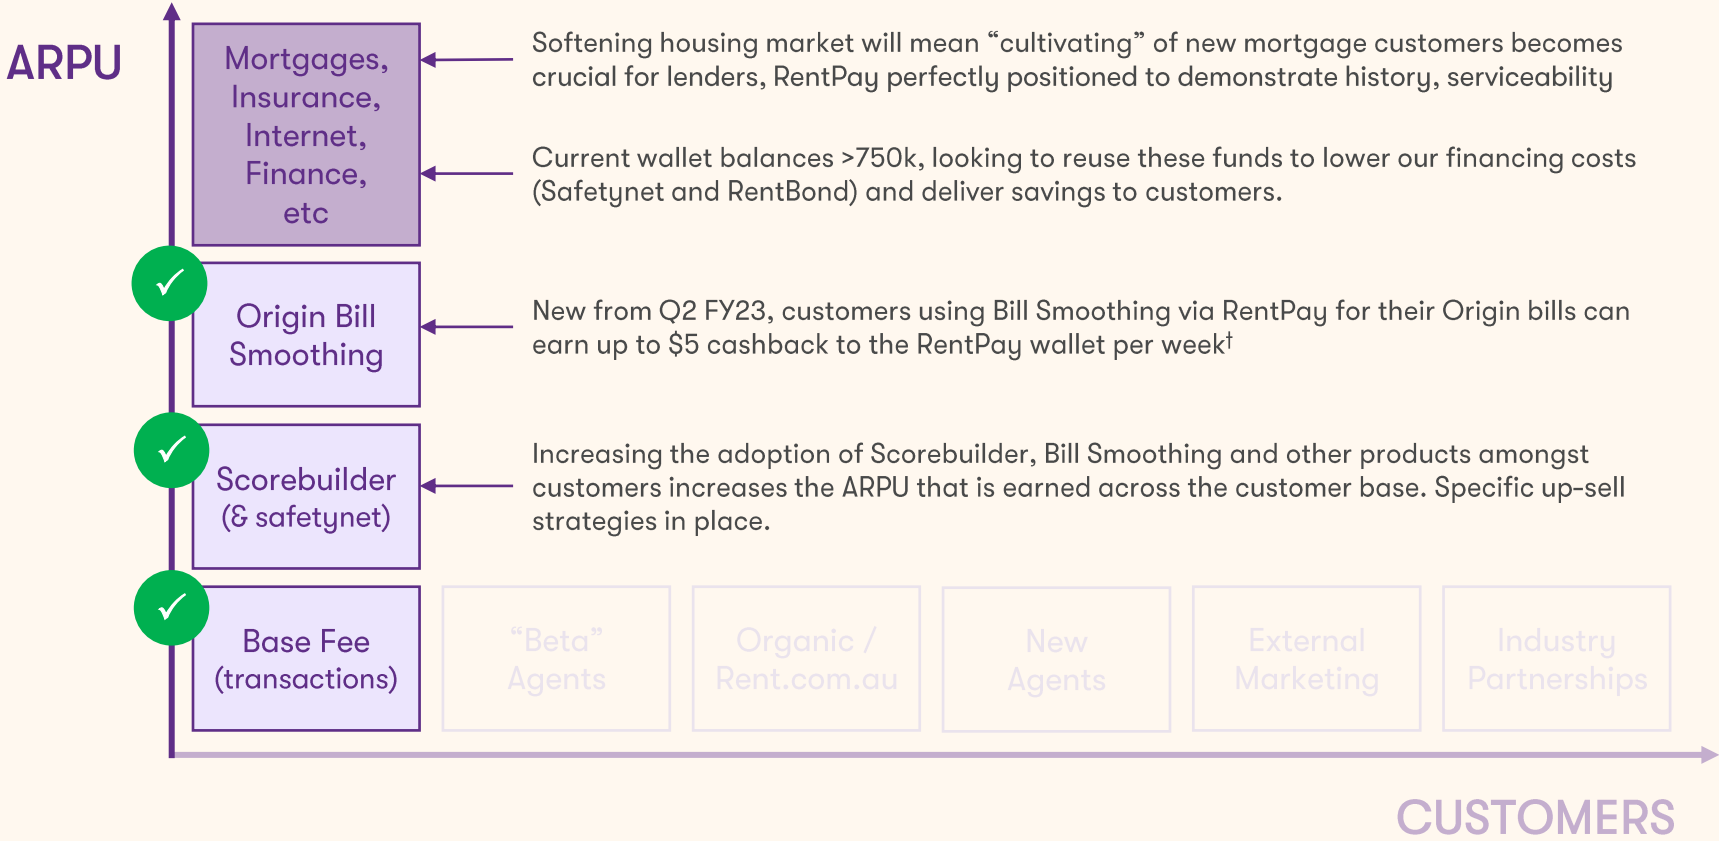 ARPU
Mortgages,
Insurance,
Internet,
Finance,
etc
Softening housing market will mean “cultivating” of new mortgage customers becomes
crucial for lenders, RentPay perfectly positioned to demonstrate history, serviceability
Current wallet balances >750k, looking to reuse these funds to lower our financing costs
(Safetynet and RentBond) and deliver savings to customers.
Origin Bill
Smoothing
New from Q2 FY23, customers using Bill Smoothing via RentPay for their Origin bills can
earn up to $5 cashback to the RentPay wallet per week†
Scorebuilder
(& safetynet)
Increasing the adoption of Scorebuilder, Bill Smoothing and other products amongst
customers increases the ARPU that is earned across the customer base. Specific up-sell
strategies in place.
Base Fee
(transactions)
“Beta”
Agents
Organic /
Rent.com.au
New
Agents
External
Marketing
Industry
Partnerships
CUSTOMERS